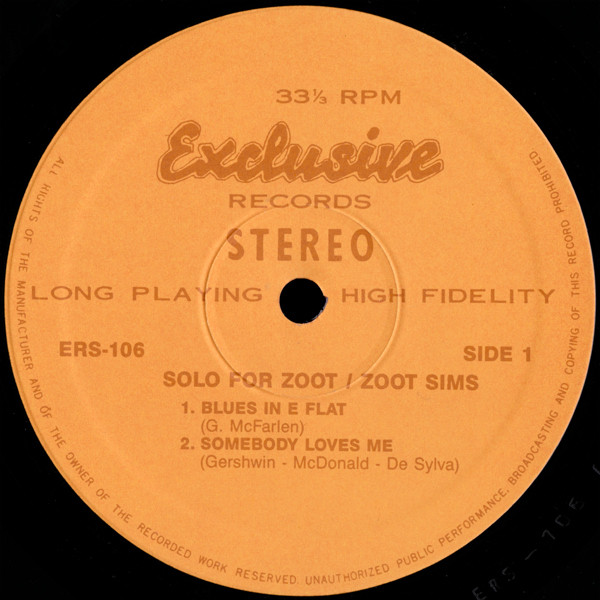 33⅓ RPM
Exclusive
RECORDS
STEREO
LONG PLAYING HIGH FIDELITY
ERS-106 SIDE 1
SOLO FOR ZOOT / ZOOT SIMS
1. BLUES IN E FLAT
(G. McFarlen)
2. SOMEBODY LOVES ME
(Gershwin - McDonald - De Sylva)
ALL RIGHTS OF THE MANUFACTURER AND OF THE OWNER OF THE RECORDED WORK RESERVED. UNAUTHORIZED PUBLIC PERFORMANCE, BROADCASTING AND COPYING OF THIS RECORD PROHIBITED
ERS - 106